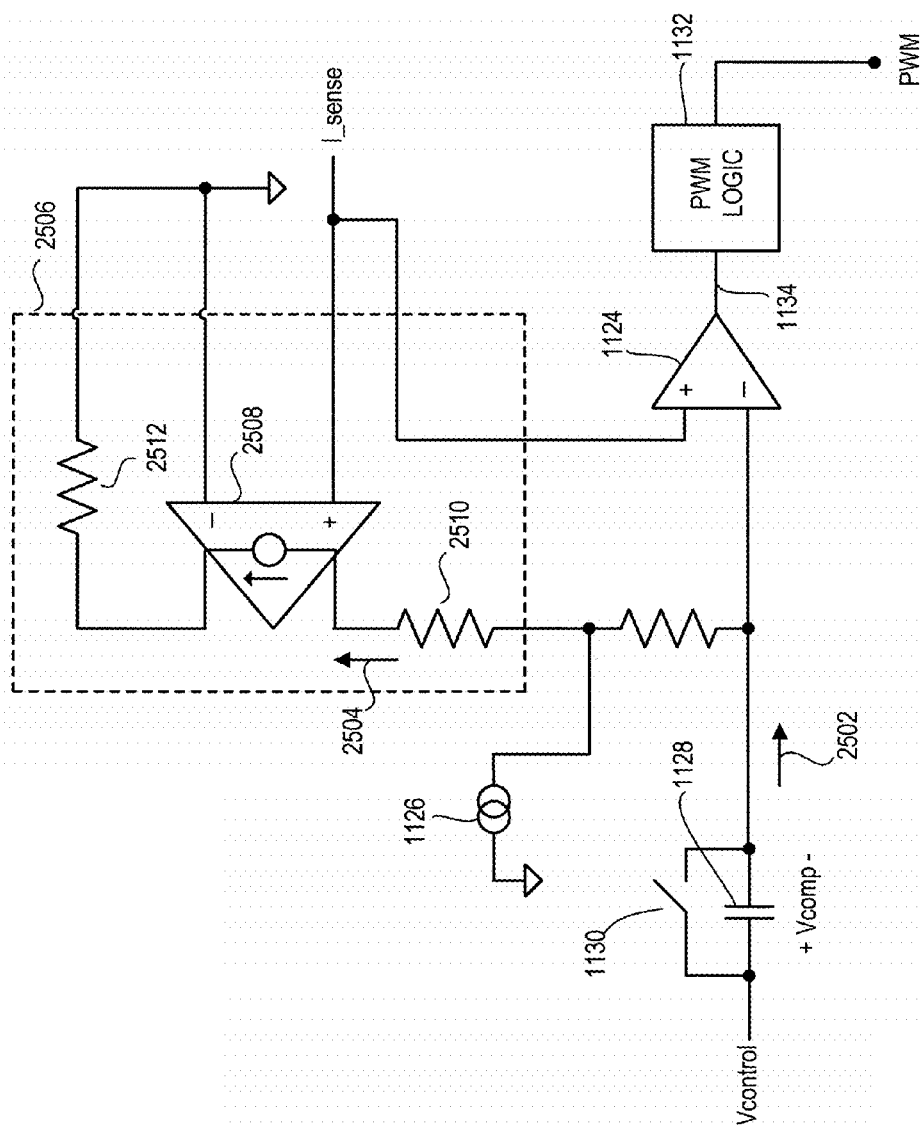 2506
I_sense
2512
2508
2510
2504
1126
1128
1130
+ Vcomp -
2502
Vcontrol
+
−
+
−
1124
1134
PWM
LOGIC
1132
PWM